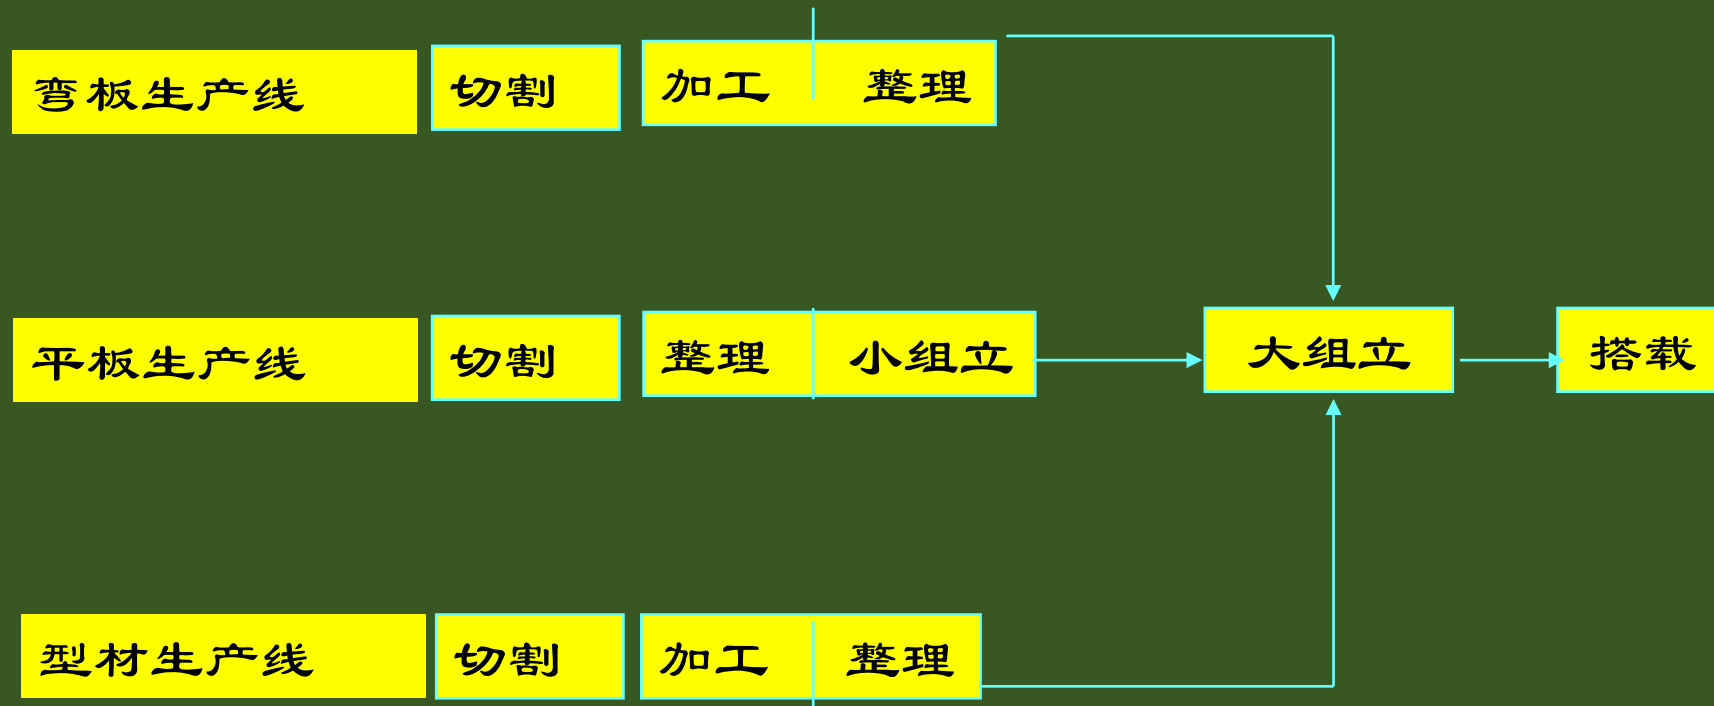 弯板生产线 切割 加工 整理
平板生产线 切割 整理 小组立 大组立 搭载
型材生产线 切割 加工 整理